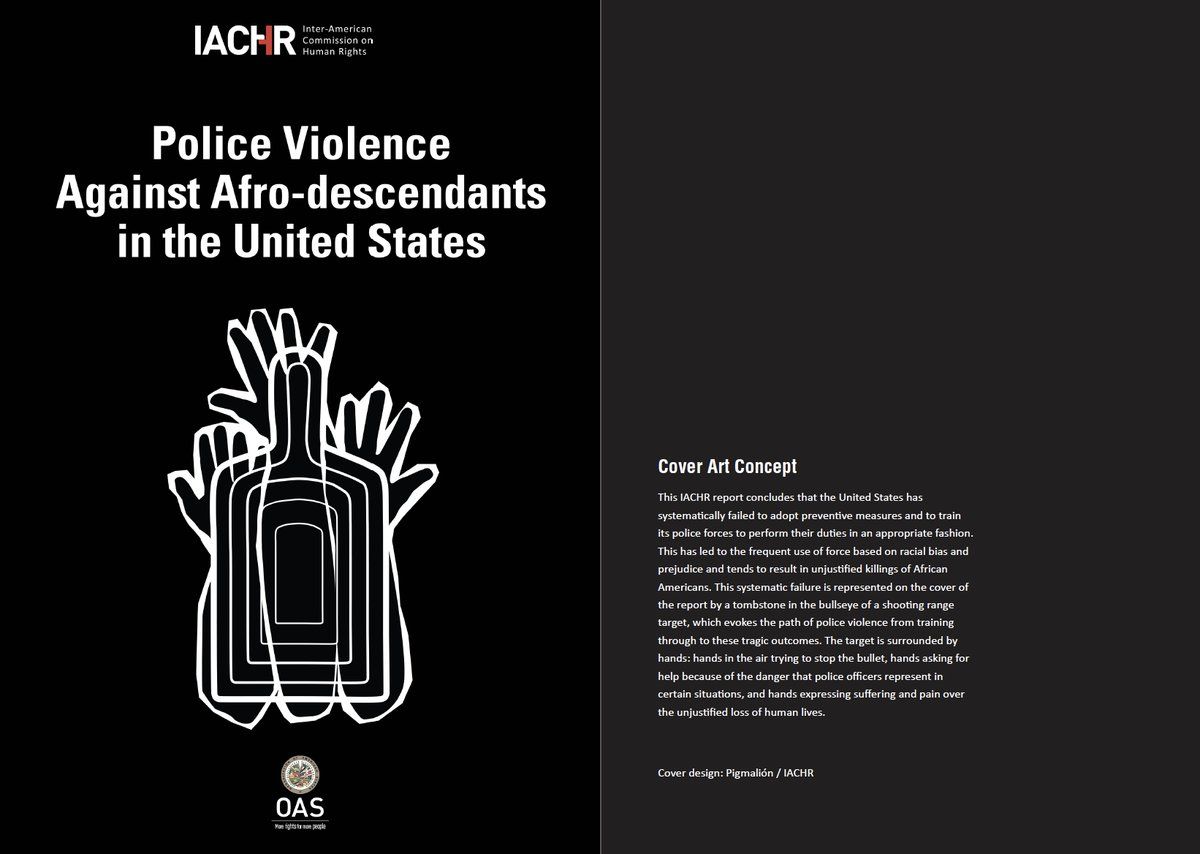 IACHR
Inter-American
Commission on
Human Rights
Police Violence
Against Afro-descendants
in the United States
OAS
More rights for more people
Cover Art Concept
This IACHR report concludes that the United States has
systematically failed to adopt preventive measures and to train
its police forces to perform their duties in an appropriate fashion.
This has led to the frequent use of force based on racial bias and
prejudice and tends to result in unjustified killings of African
Americans. This systematic failure is represented on the cover of
the report by a tombstone in the bullseye of a shooting range
target, which evokes the path of police violence from training
through to these tragic outcomes. The target is surrounded by
hands: hands in the air trying to stop the bullet, hands asking for
help because of the danger that police officers represent in
certain situations, and hands expressing suffering and pain over
the unjustified loss of human lives.
Cover design: Pigmalión / IACHR